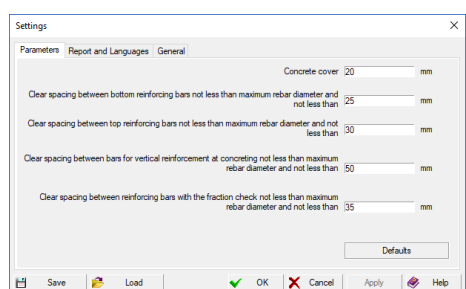 Settings
Parameters Report and Languages General
Concrete cover 20 mm
Clear spacing between bottom reinforcing bars not less than maximum rebar diameter and
not less than 25 mm
Clear spacing between top reinforcing bars not less than maximum rebar diameter and not
less than 30 mm
Clear spacing between bars for vertical reinforcement at concreting not less than maximum
rebar diameter and not less than 50 mm
Clear spacing between reinforcing bars with the fraction check not less than maximum
rebar diameter and not less than 35 mm
Defaults
Save Load OK Cancel Apply Help